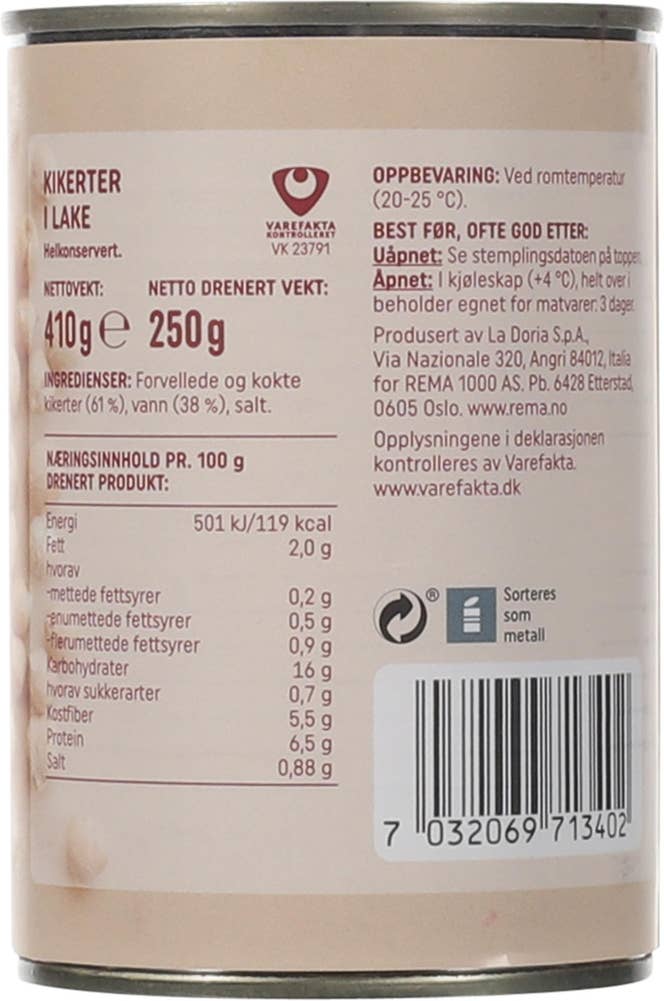 KIKERTER
I LAKE
Helkonservert.
VAREFAKTA
KONTROLLERET
VK 23791
NETTOVEKT:
NETTO DRENERT VEKT:
410g e 250g
INGREDIENSER: Forvellede og kokte
kikerter (61 %), vann (38 %), salt.
NÆRINGSINNHOLD PR. 100 g
DRENERT PRODUKT:
Energi 501 kJ/119 kcal
Fett 2,0 g
hvorav
-mettede fettsyrer 0,2 g
-enumettede fettsyrer 0,5 g
-flerumettede fettsyrer 0,9 g
Karbohydrater 16 g
hvorav sukkerarter 0,7 g
Kostfiber 5,5 g
Protein 6,5 g
Salt 0,88 g
OPPBEVARING: Ved romtemperatur
(20-25 °C).
BEST FØR, OFTE GOD ETTER:
Uåpnet: Se stemplingsdatoen på toppen.
Åpnet: I kjøleskap (+4 °C), helt over i
beholder egnet for matvarer: 3 dager.
Produsert av La Doria S.p.A.,
Via Nazionale 320, Angri 84012, Italia
for REMA 1000 AS. Pb. 6428 Etterstad,
0605 Oslo. www.rema.no
Opplysningene i deklarasjonen
kontrolleres av Varefakta.
www.varefakta.dk
®
Sorteres
som
metall
7 032069 713402